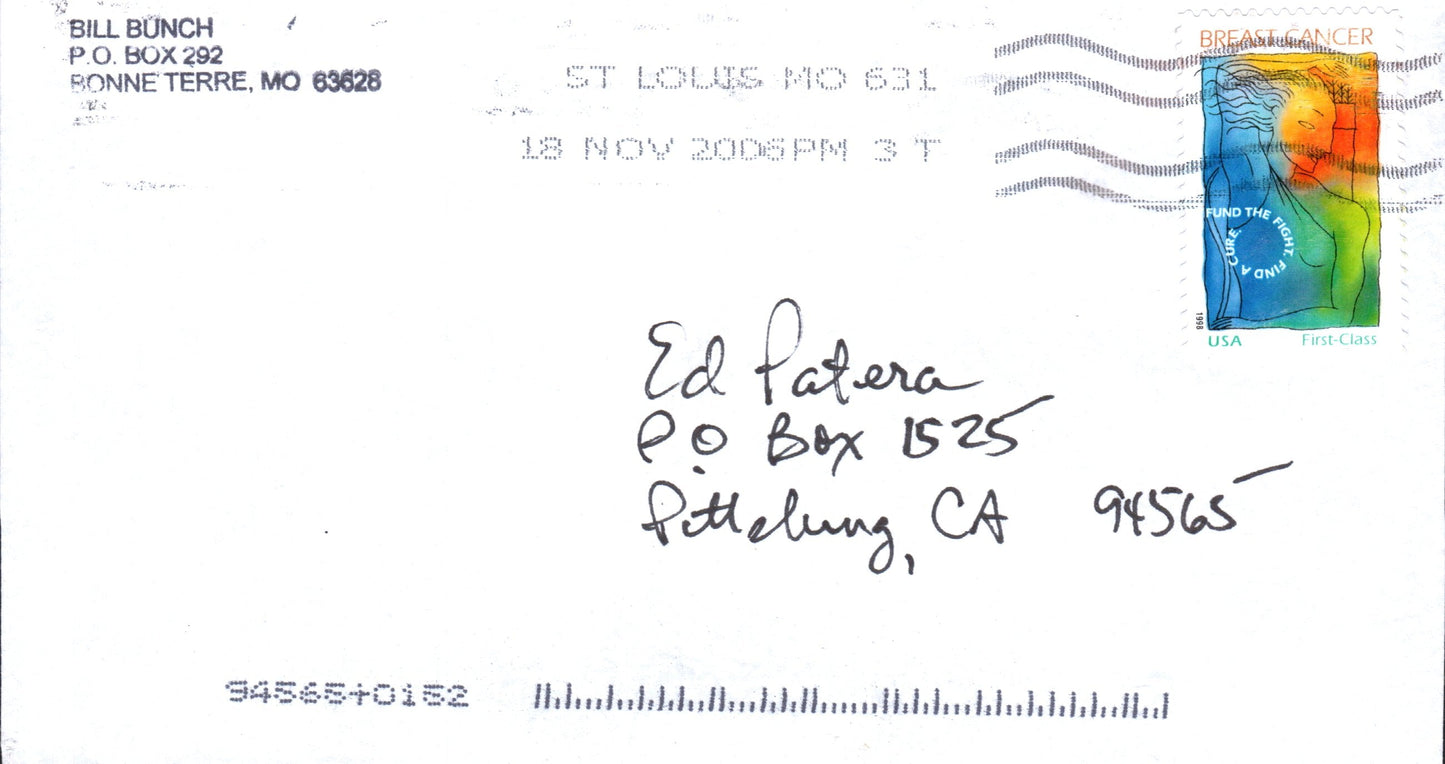 BILL BUNCH
P.O. BOX 292
BONNE TERRE, MO 63628
ST LOUIS MO 631
18 NOV 2006PM 3 T
BREAST CANCER
FUND THE FIGHT. FIND A CURE.
1998
USA First-Class
Ed Patera
PO Box 1525
Pittsburg, CA 94565
94565+0152